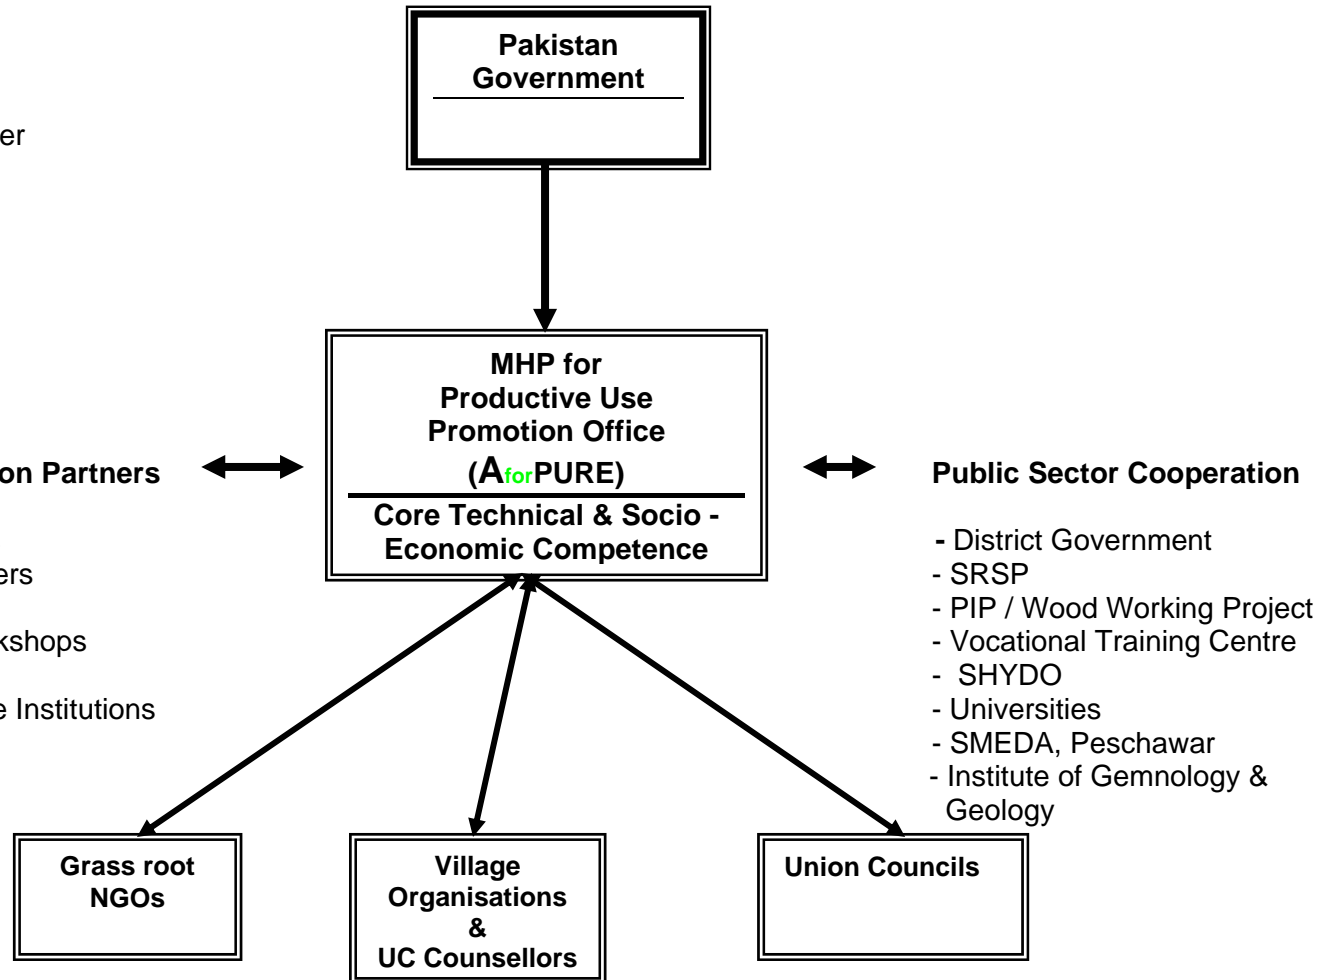 Pakistan
Government
er
MHP for
Productive Use
Promotion Office
(AforPURE)
Core Technical & Socio -
Economic Competence
on Partners
ers
kshops
e Institutions
Public Sector Cooperation
- District Government
- SRSP
- PIP / Wood Working Project
- Vocational Training Centre
- SHYDO
- Universities
- SMEDA, Peschawar
- Institute of Gemnology &
Geology
Grass root
NGOs
Village
Organisations
&
UC Counsellors
Union Councils